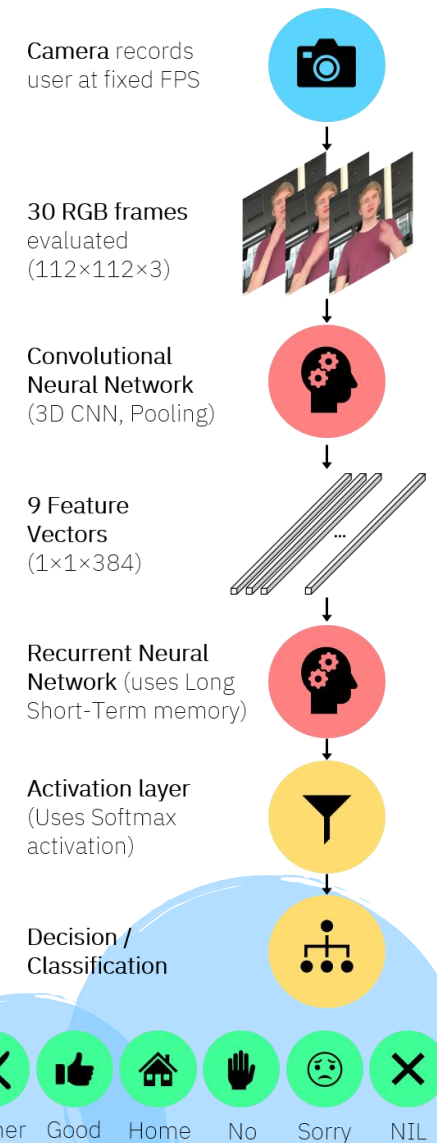 Camera records
user at fixed FPS
30 RGB frames
evaluated
(112×112×3)
Convolutional
Neural Network
(3D CNN, Pooling)
9 Feature
Vectors
(1×1×384)
...
Recurrent Neural
Network (uses Long
Short-Term memory)
Activation layer
(Uses Softmax
activation)
Decision /
Classification
Good Home No Sorry NIL